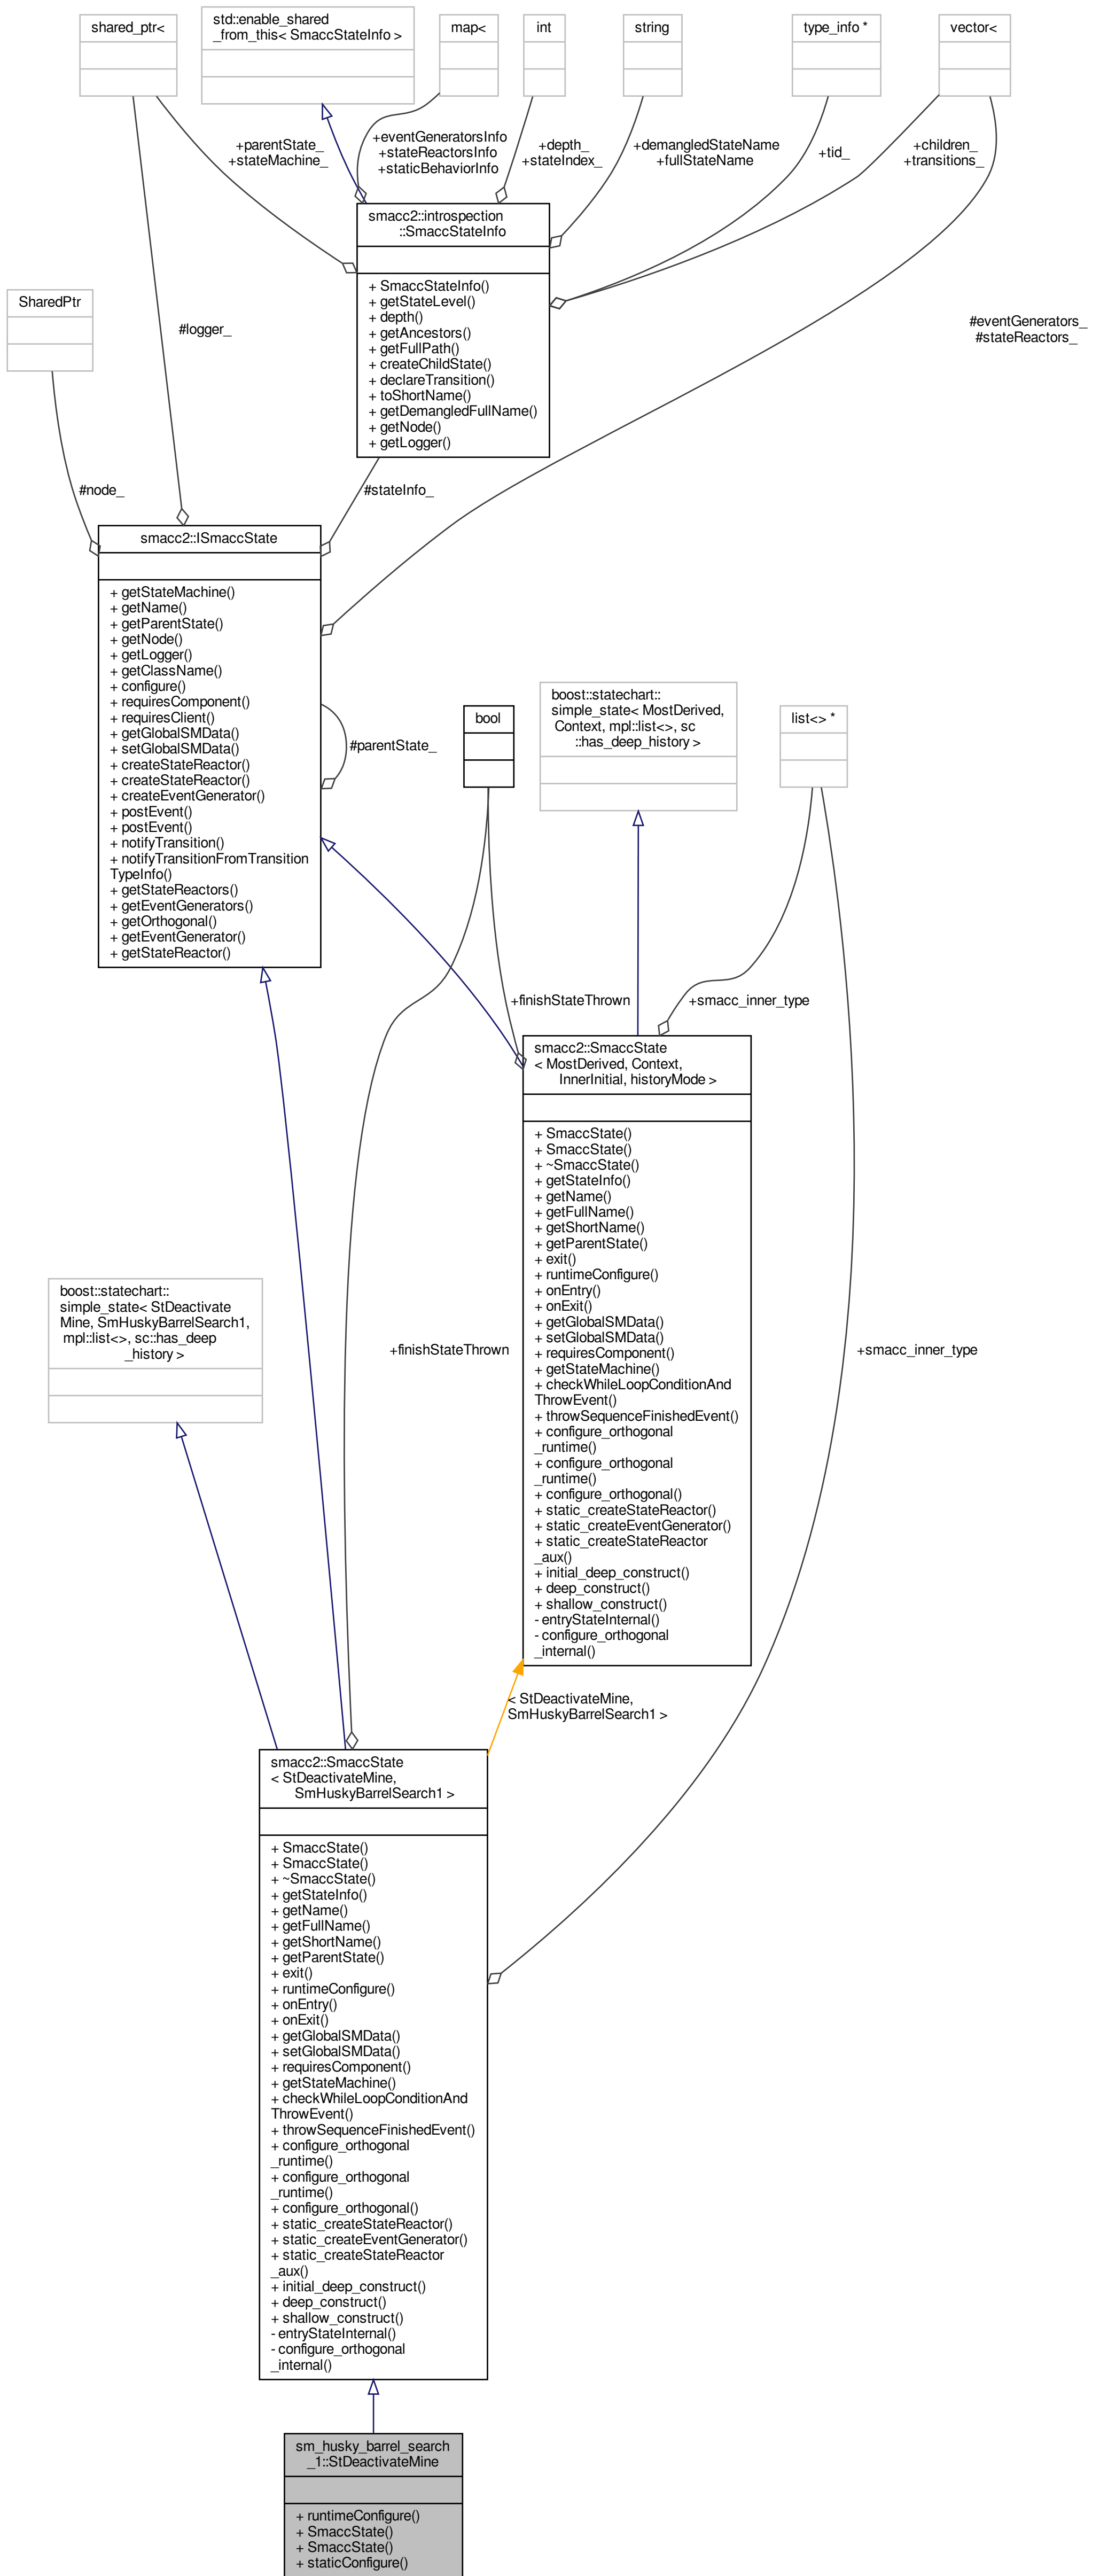 shared_ptr<
std::enable_shared
_from_this< SmaccStateInfo >
map<
int
string
type_info *
vector<
+parentState_
+stateMachine_
+eventGeneratorsInfo
+stateReactorsInfo
+staticBehaviorInfo
+depth_
+stateIndex_
+demangledStateName
+fullStateName
+tid_
+children_
+transitions_
smacc2::introspection
::SmaccStateInfo
+ SmaccStateInfo()
+ getStateLevel()
+ depth()
+ getAncestors()
+ getFullPath()
+ createChildState()
+ declareTransition()
+ toShortName()
+ getDemangledFullName()
+ getNode()
+ getLogger()
SharedPtr
#logger_
#eventGenerators_
#stateReactors_
#node_
#stateInfo_
smacc2::ISmaccState
+ getStateMachine()
+ getName()
+ getParentState()
+ getNode()
+ getLogger()
+ getClassName()
+ configure()
+ requiresComponent()
+ requiresClient()
+ getGlobalSMData()
+ setGlobalSMData()
+ createStateReactor()
+ createStateReactor()
+ createEventGenerator()
+ postEvent()
+ postEvent()
+ notifyTransition()
+ notifyTransitionFromTransition
TypeInfo()
+ getStateReactors()
+ getEventGenerators()
+ getOrthogonal()
+ getEventGenerator()
+ getStateReactor()
#parentState_
bool
boost::statechart::
simple_state< MostDerived,
Context, mpl::list<>, sc
::has_deep_history >
list<> *
+finishStateThrown
+smacc_inner_type
smacc2::SmaccState
< MostDerived, Context,
InnerInitial, historyMode >
+ SmaccState()
+ SmaccState()
+ ~SmaccState()
+ getStateInfo()
+ getName()
+ getFullName()
+ getShortName()
+ getParentState()
+ exit()
+ runtimeConfigure()
+ onEntry()
+ onExit()
+ getGlobalSMData()
+ setGlobalSMData()
+ requiresComponent()
+ getStateMachine()
+ checkWhileLoopConditionAnd
ThrowEvent()
+ throwSequenceFinishedEvent()
+ configure_orthogonal
_runtime()
+ configure_orthogonal
_runtime()
+ configure_orthogonal()
+ static_createStateReactor()
+ static_createEventGenerator()
+ static_createStateReactor
_aux()
+ initial_deep_construct()
+ deep_construct()
+ shallow_construct()
- entryStateInternal()
- configure_orthogonal
_internal()
boost::statechart::
simple_state< StDeactivate
Mine, SmHuskyBarrelSearch1,
mpl::list<>, sc::has_deep
_history >
+finishStateThrown
+smacc_inner_type
< StDeactivateMine,
SmHuskyBarrelSearch1 >
smacc2::SmaccState
< StDeactivateMine,
SmHuskyBarrelSearch1 >
+ SmaccState()
+ SmaccState()
+ ~SmaccState()
+ getStateInfo()
+ getName()
+ getFullName()
+ getShortName()
+ getParentState()
+ exit()
+ runtimeConfigure()
+ onEntry()
+ onExit()
+ getGlobalSMData()
+ setGlobalSMData()
+ requiresComponent()
+ getStateMachine()
+ checkWhileLoopConditionAnd
ThrowEvent()
+ throwSequenceFinishedEvent()
+ configure_orthogonal
_runtime()
+ configure_orthogonal
_runtime()
+ configure_orthogonal()
+ static_createStateReactor()
+ static_createEventGenerator()
+ static_createStateReactor
_aux()
+ initial_deep_construct()
+ deep_construct()
+ shallow_construct()
- entryStateInternal()
- configure_orthogonal
_internal()
sm_husky_barrel_search
_1::StDeactivateMine
+ runtimeConfigure()
+ SmaccState()
+ SmaccState()
+ staticConfigure()